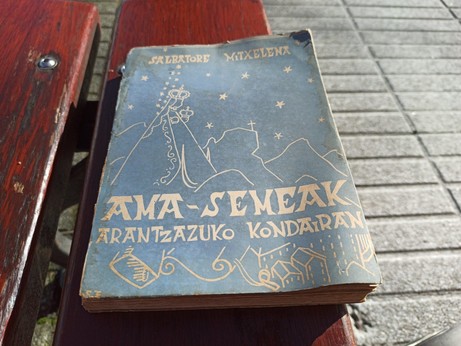 SALBATORE MITXELENA
AMA-SEMEAK
ARANTZAZUKO KONDAIRAN